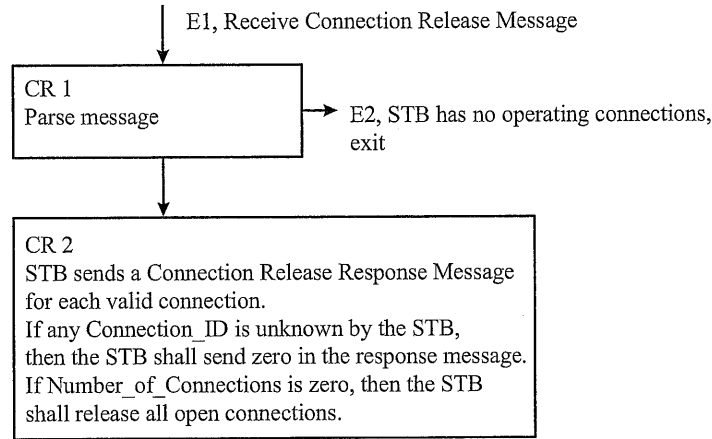 E1, Receive Connection Release Message
CR 1
Parse message
E2, STB has no operating connections,
exit
CR 2
STB sends a Connection Release Response Message
for each valid connection.
If any Connection_ID is unknown by the STB,
then the STB shall send zero in the response message.
If Number_of_Connections is zero, then the STB
shall release all open connections.